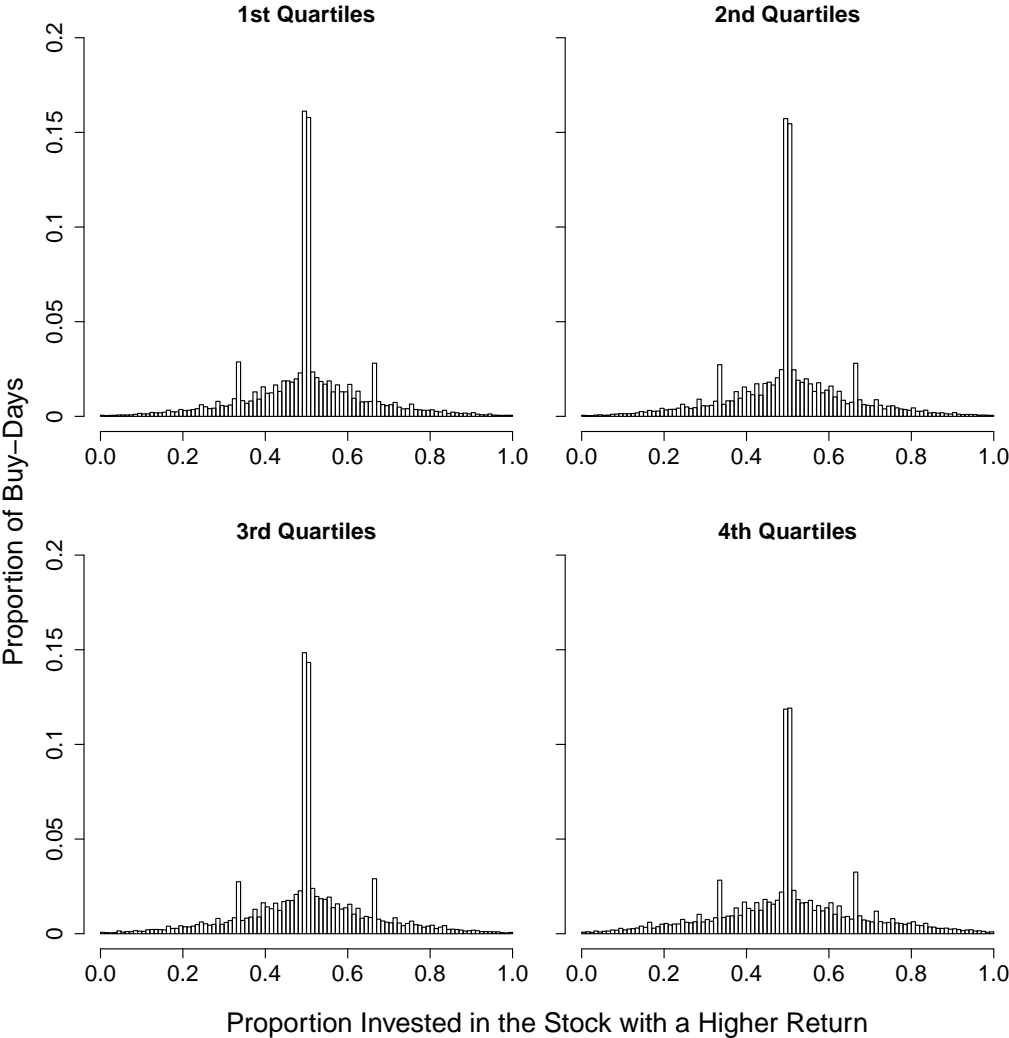 1st Quartiles
2nd Quartiles
0.2
0.15
0.1
0.05
0
0.0 0.2 0.4 0.6 0.8 1.0
0.0 0.2 0.4 0.6 0.8 1.0
Proportion of Buy−Days
3rd Quartiles
4th Quartiles
0.2
0.15
0.1
0.05
0
0.0 0.2 0.4 0.6 0.8 1.0
0.0 0.2 0.4 0.6 0.8 1.0
Proportion Invested in the Stock with a Higher Return